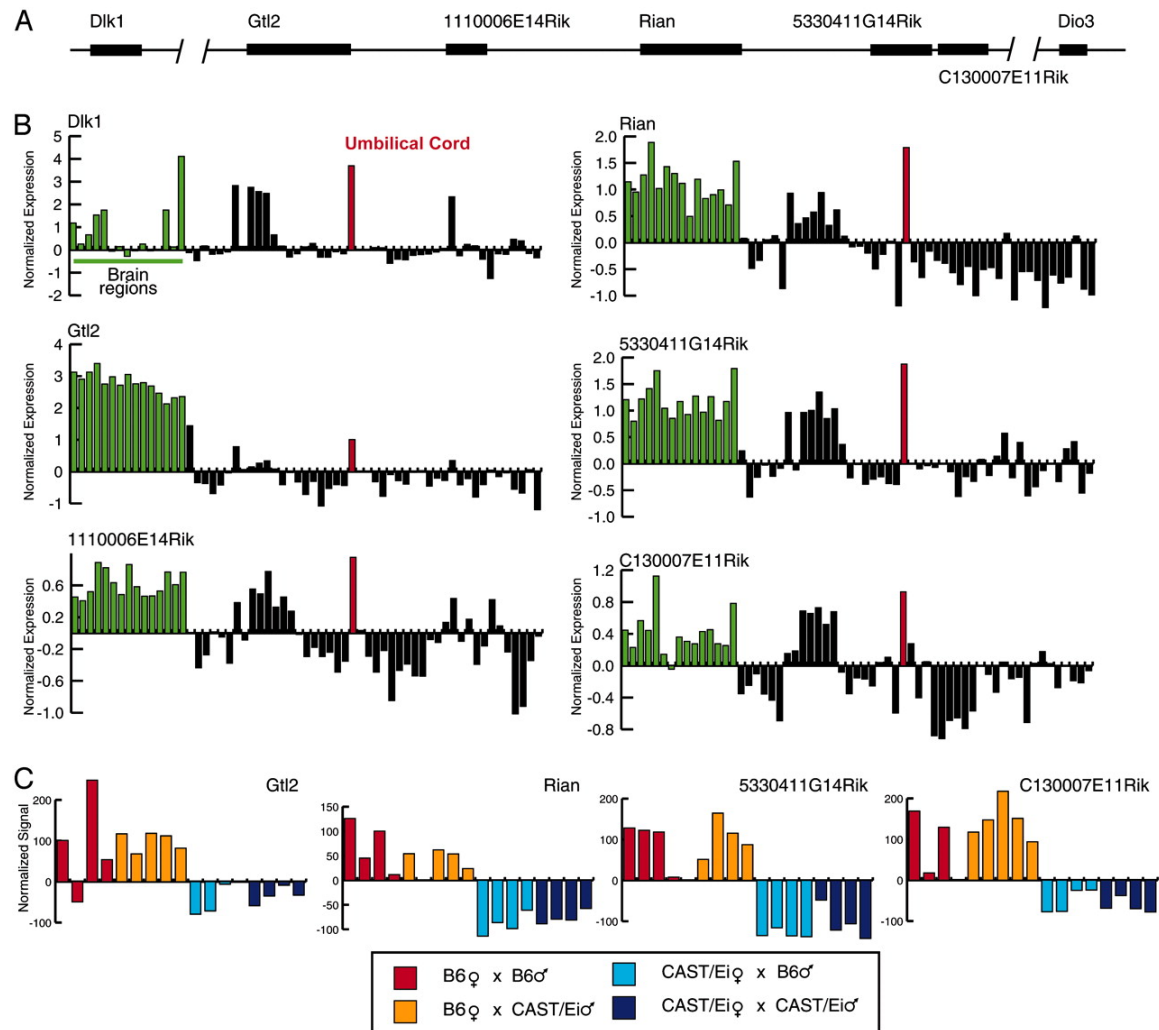 A
Dlk1 Gtl2 1110006E14Rik Rian 5330411G14Rik Dio3
C130007E11Rik
B
Dlk1
Normalized Expression
5
4
3
2
1
0
-1
-2
Umbilical Cord
Brain
regions
Rian
Normalized Expression
2.0
1.5
1.0
0.5
0.0
-0.5
-1.0
Gtl2
Normalized Expression
4
3
2
1
0
-1
5330411G14Rik
Normalized Expression
2.0
1.5
1.0
0.5
0.0
-0.5
-1.0
1110006E14Rik
Normalized Expression
0.6
0.2
-0.2
-0.6
-1.0
C130007E11Rik
Normalized Expression
1.2
0.8
0.4
0.0
-0.4
-0.8
C
Gtl2
Normalized Signal
200
100
0
-100
Rian
150
100
50
0
-50
-100
5330411G14Rik
200
100
0
-100
C130007E11Rik
200
100
0
-100
B6♀ x B6♂
CAST/Ei♀ x B6♂
B6♀ x CAST/Ei♂
CAST/Ei♀ x CAST/Ei♂